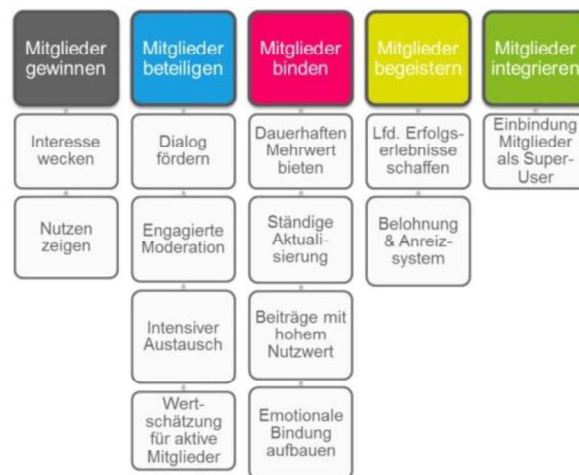 Mitglieder
gewinnen
Interesse
wecken
Nutzen
zeigen
Mitglieder
beteiligen
Dialog
fördern
Engagierte
Moderation
Intensiver
Austausch
Wert-
schätzung
für aktive
Mitglieder
Mitglieder
binden
Dauerhaften
Mehrwert
bieten
Ständige
Aktuali-
sierung
Beiträge mit
hohem
Nutzwert
Emotionale
Bindung
aufbauen
Mitglieder
begeistern
Lfd. Erfolgs-
erlebnisse
schaffen
Belohnung
& Anreiz-
system
Mitglieder
integrieren
Einbindung
Mitglieder
als Super-
User